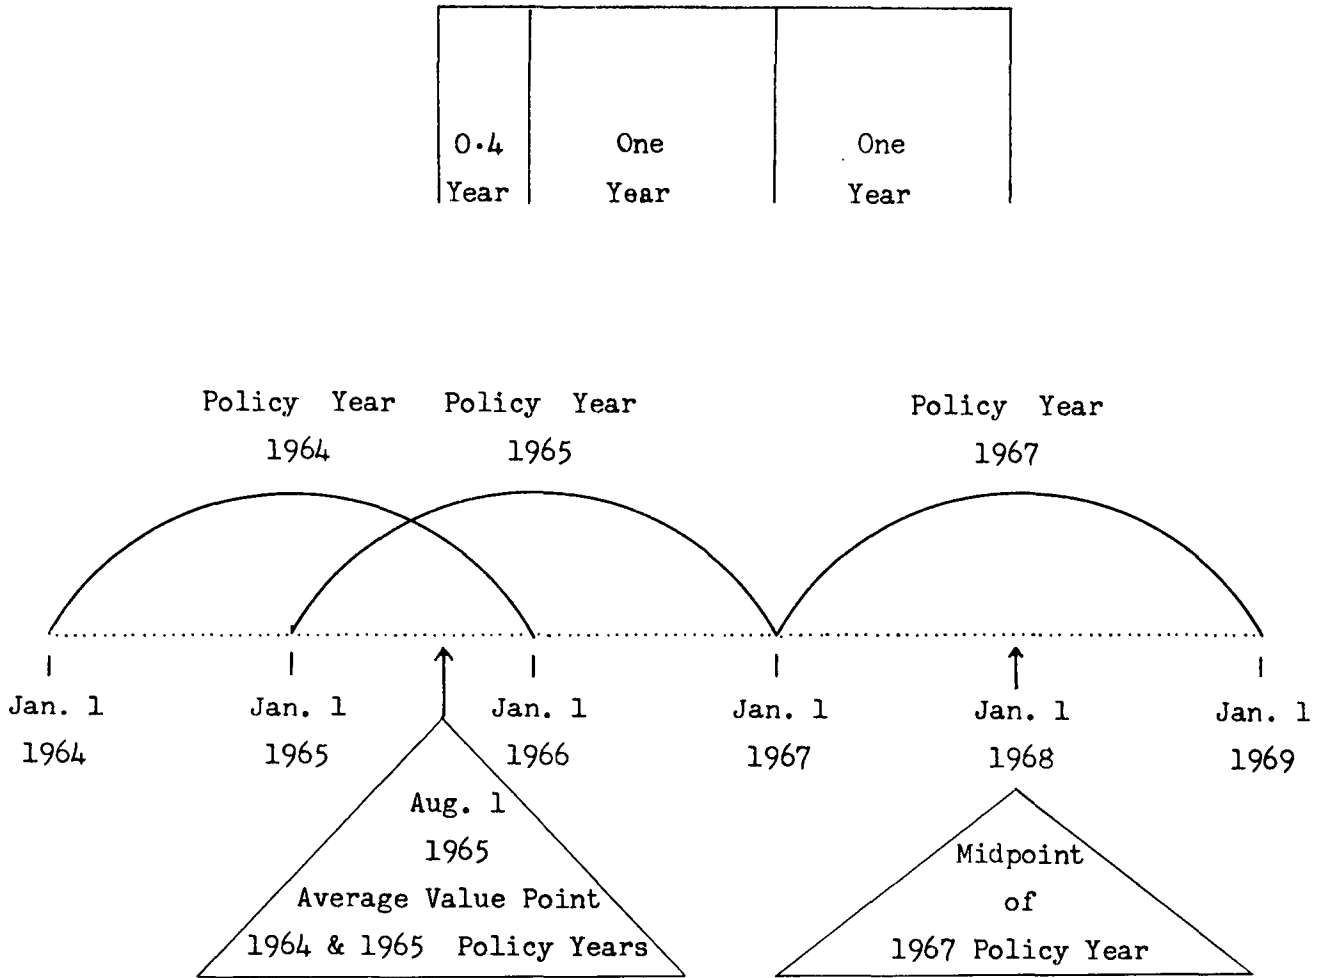 0.4 One One
Year Year Year
Policy Year Policy Year Policy Year
1964 1965 1967
Jan. 1 Jan. 1 Jan. 1 Jan. 1 Jan. 1 Jan. 1
1964 1965 1966 1967 1968 1969
Aug. 1
1965
Average Value Point
1964 & 1965 Policy Years
Midpoint
of
1967 Policy Year